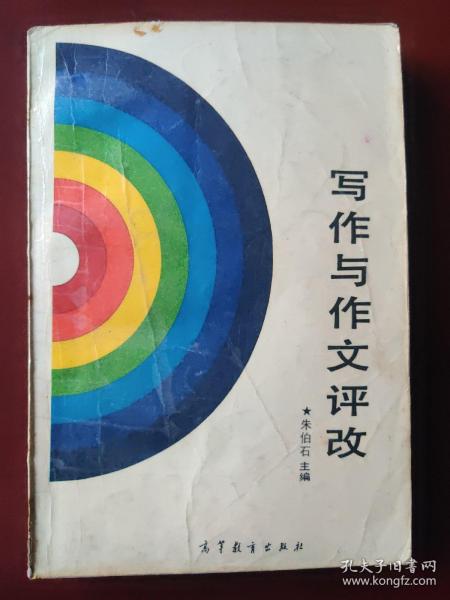 写作与作文评改
★朱伯石 主编
高等教育出版社
孔夫子旧书网
www.kongfz.com